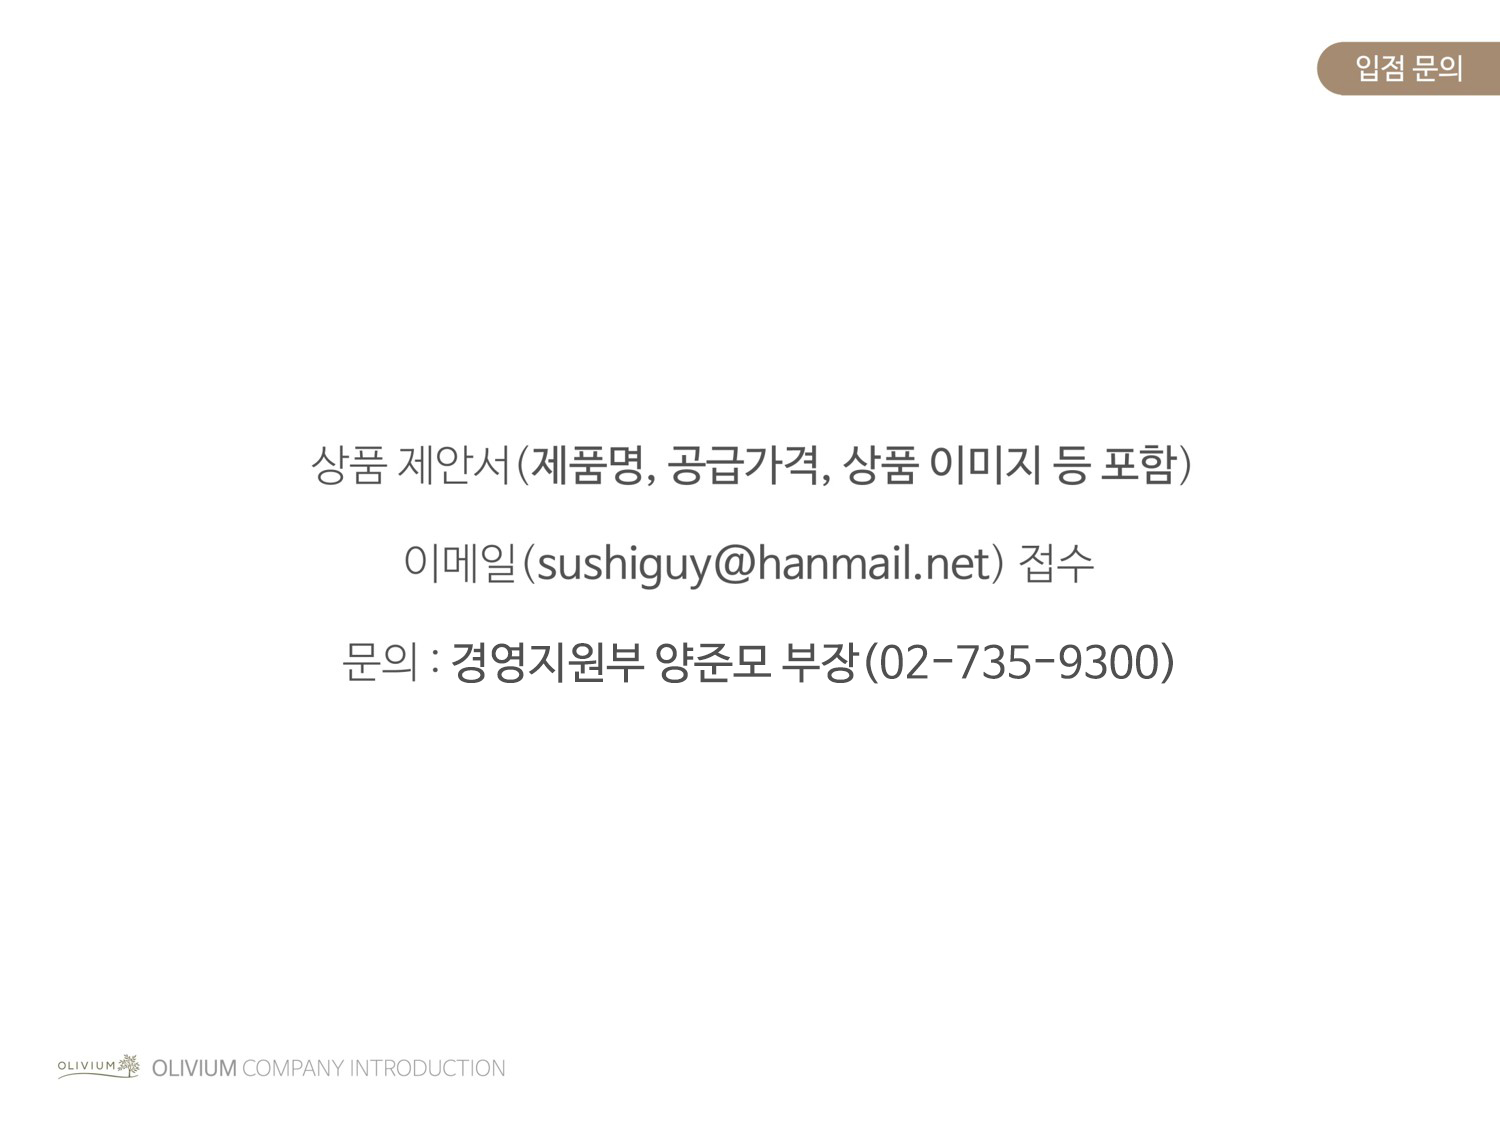 입점 문의
상품 제안서(제품명, 공급가격, 상품 이미지 등 포함)
이메일(sushiguy@hanmail.net) 접수
문의 : 경영지원부 양준모 부장(02-735-9300)
OLIVIUM OLIVIUM COMPANY INTRODUCTION